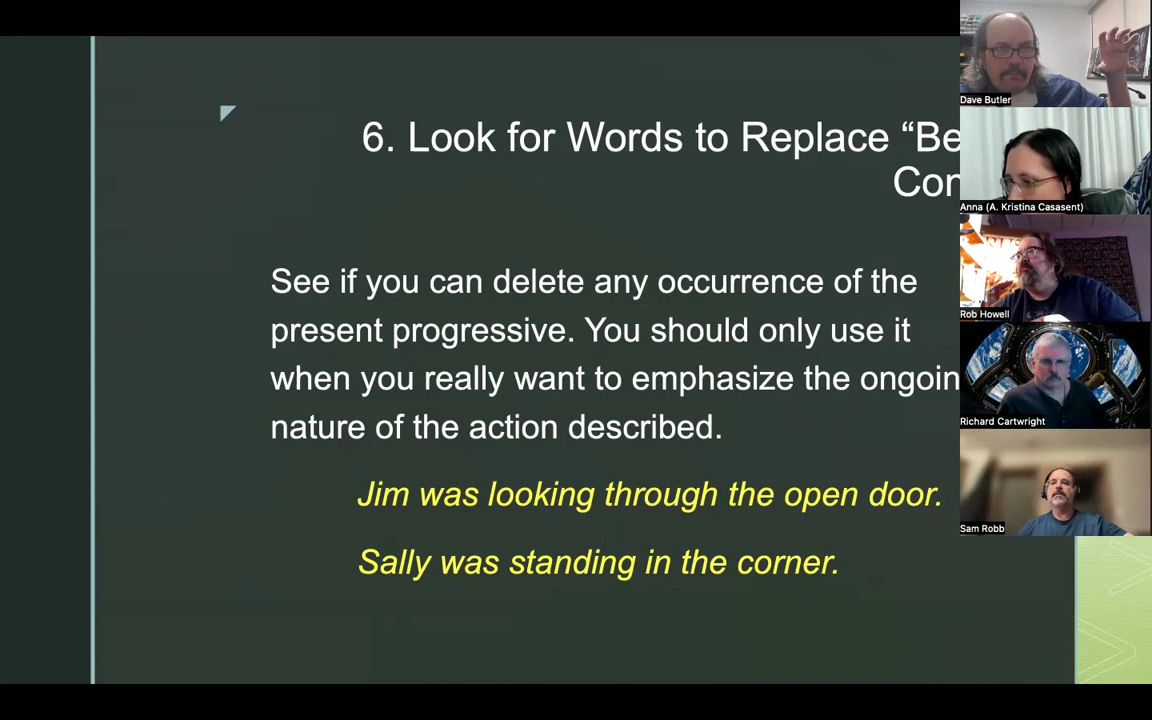 6. Look for Words to Replace “Be
Con
See if you can delete any occurrence of the
present progressive. You should only use it
when you really want to emphasize the ongoin
nature of the action described.
Jim was looking through the open door.
Sally was standing in the corner.
Dave Butler
Anna (A. Kristina Casasent)
Rob Howell
Richard Cartwright
Sam Robb